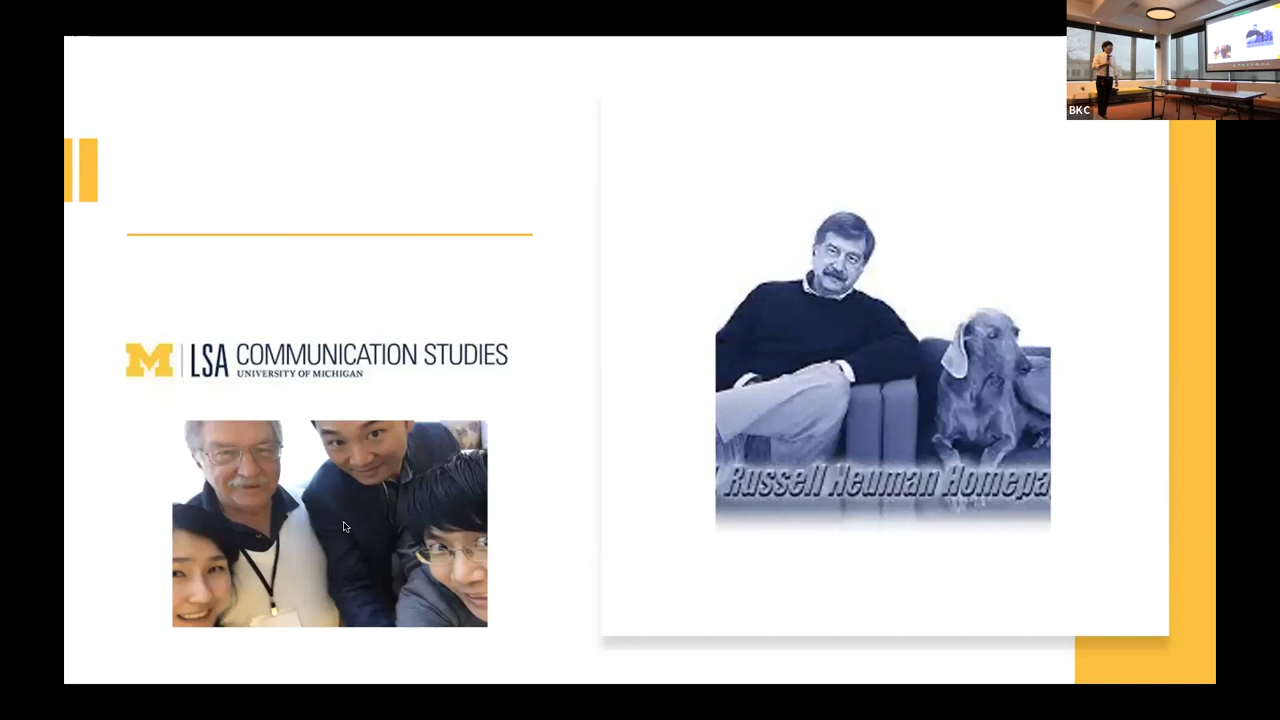 BKC
M LSA COMMUNICATION STUDIES
UNIVERSITY OF MICHIGAN
Russell Neuman Homepa